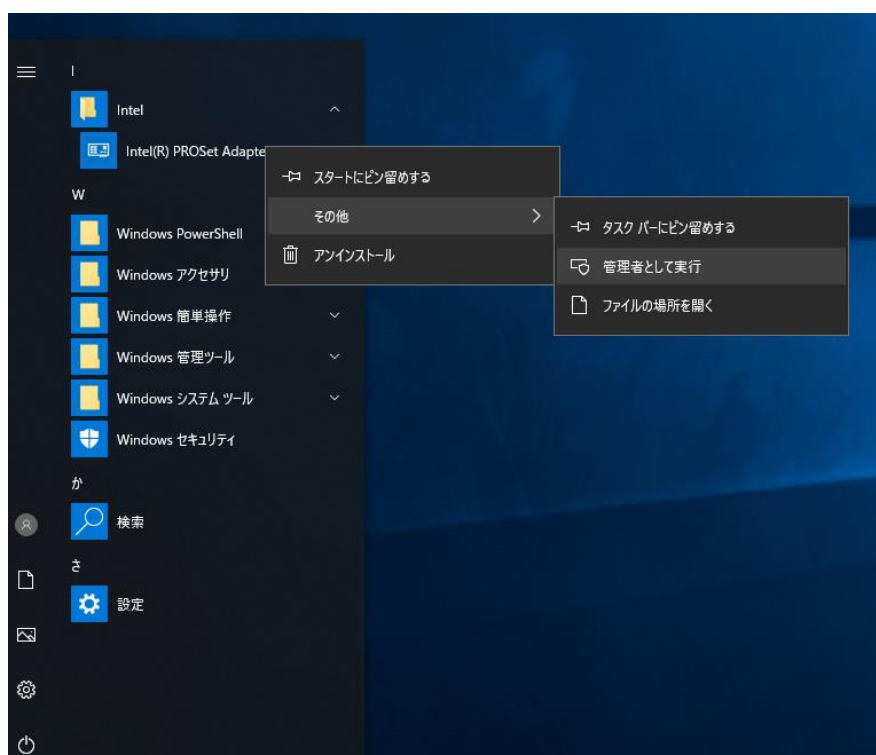 I
Intel
Intel(R) PROSet Adapte
スタートにピン留めする
W
その他
タスク バーにピン留めする
Windows PowerShell
アンインストール
管理者として実行
Windows アクセサリ
ファイルの場所を開く
Windows 簡単操作
Windows 管理ツール
Windows システム ツール
Windows セキュリティ
か
検索
さ
設定